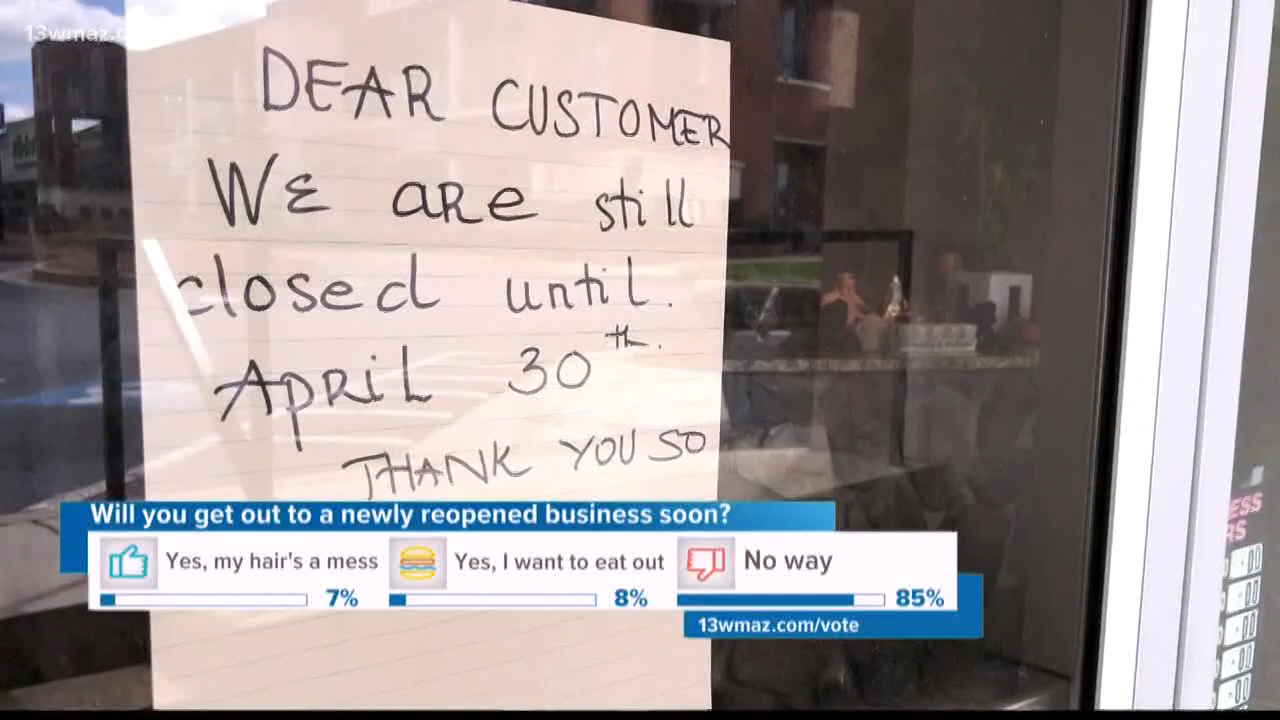 13wmaz.com
DEAR CUSTOMER
WE ARE still
closed until.
APRIL 30th.
THANK YOU SO
Will you get out to a newly reopened business soon?
Yes, my hair's a mess
7%
Yes, I want to eat out
8%
No way
85%
13wmaz.com/vote